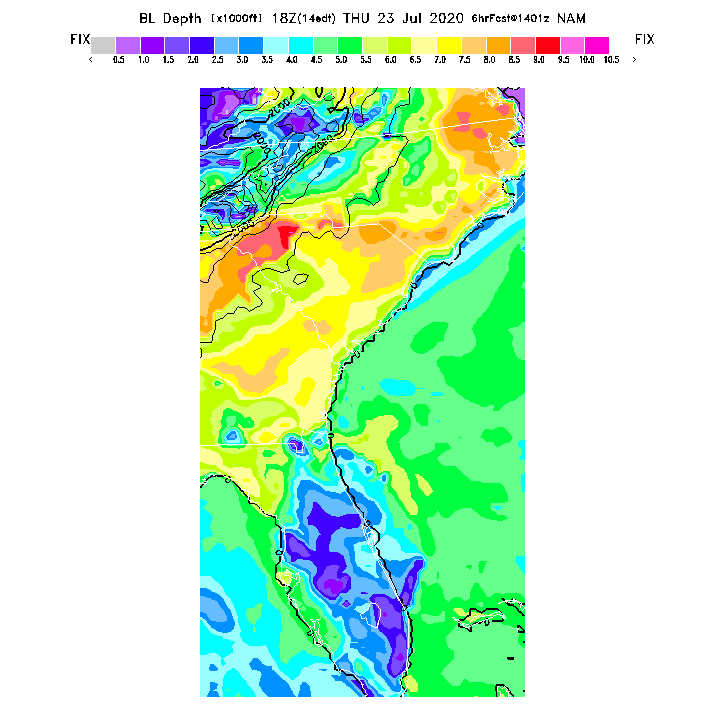 BL Depth [x1000ft] 18Z(14edt) THU 23 Jul 2020 6hrFcst@1401z NAM
FIX FIX
< 0.5 1.0 1.5 2.0 2.5 3.0 3.5 4.0 4.5 5.0 5.5 6.0 6.5 7.0 7.5 8.0 8.5 9.0 9.5 10.0 10.5 >
2000
2000